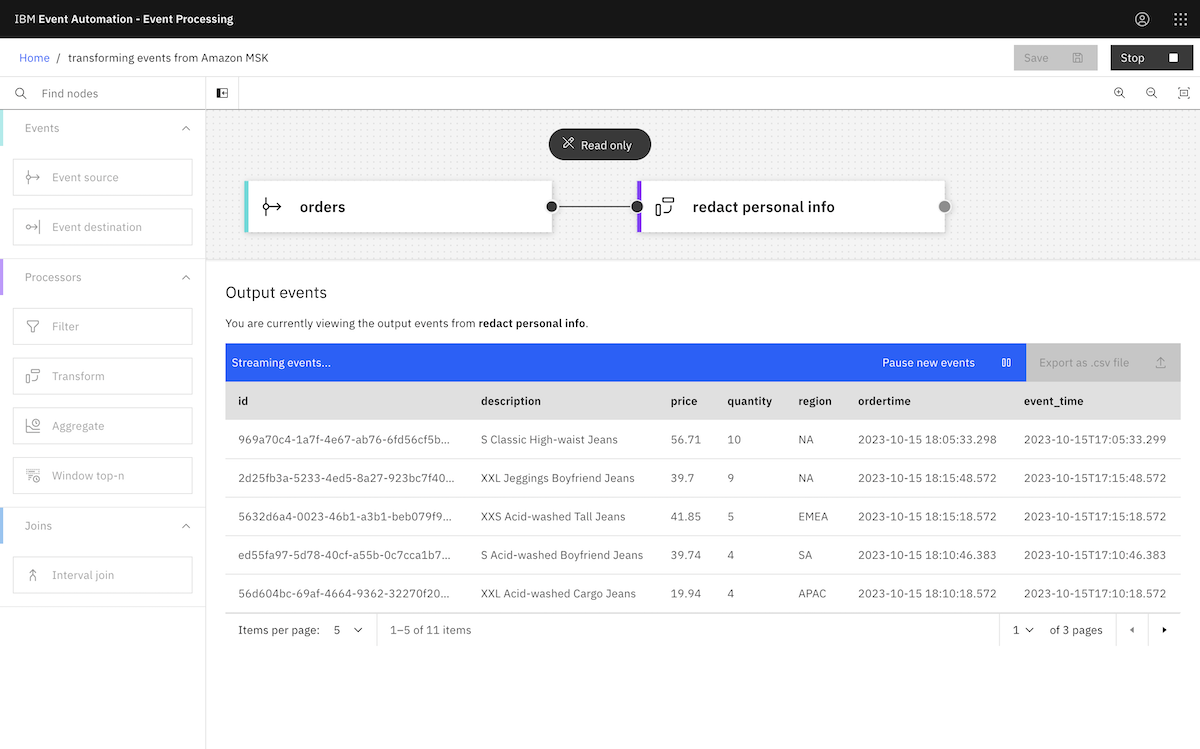 IBM Event Automation - Event Processing
Home / transforming events from Amazon MSK
Save
Stop
Find nodes
Events
Event source
Event destination
Processors
Filter
Transform
Aggregate
Window top-n
Joins
Interval join
Read only
orders
redact personal info
Output events
You are currently viewing the output events from redact personal info.
Streaming events... Pause new events Export as .csv file
id description price quantity region ordertime event_time
969a70c4-1a7f-4e67-ab76-6fd56cf5b... S Classic High-waist Jeans 56.71 10 NA 2023-10-15 18:05:33.298 2023-10-15T17:05:33.299
2d25fb3a-5233-4ed5-8a27-923bc7f40... XXL Jeggings Boyfriend Jeans 39.7 9 NA 2023-10-15 18:15:48.572 2023-10-15T17:15:48.572
5632d6a4-0023-46b1-a3b1-beb079f9... XXS Acid-washed Tall Jeans 41.85 5 EMEA 2023-10-15 18:15:18.572 2023-10-15T17:15:18.572
ed55fa97-5d78-40cf-a55b-0c7cca1b7... S Acid-washed Boyfriend Jeans 39.74 4 SA 2023-10-15 18:10:46.383 2023-10-15T17:10:46.383
56d604bc-69af-4664-9362-32270f20... XXL Acid-washed Cargo Jeans 19.94 4 APAC 2023-10-15 18:10:18.572 2023-10-15T17:10:18.572
Items per page: 5 1–5 of 11 items 1 of 3 pages